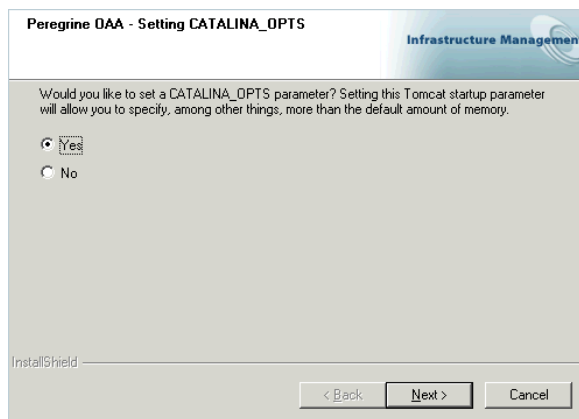 Peregrine OAA - Setting CATALINA_OPTS
Infrastructure Management
Would you like to set a CATALINA_OPTS parameter? Setting this Tomcat startup parameter
will allow you to specify, among other things, more than the default amount of memory.
Yes
No
InstallShield
< Back
Next >
Cancel